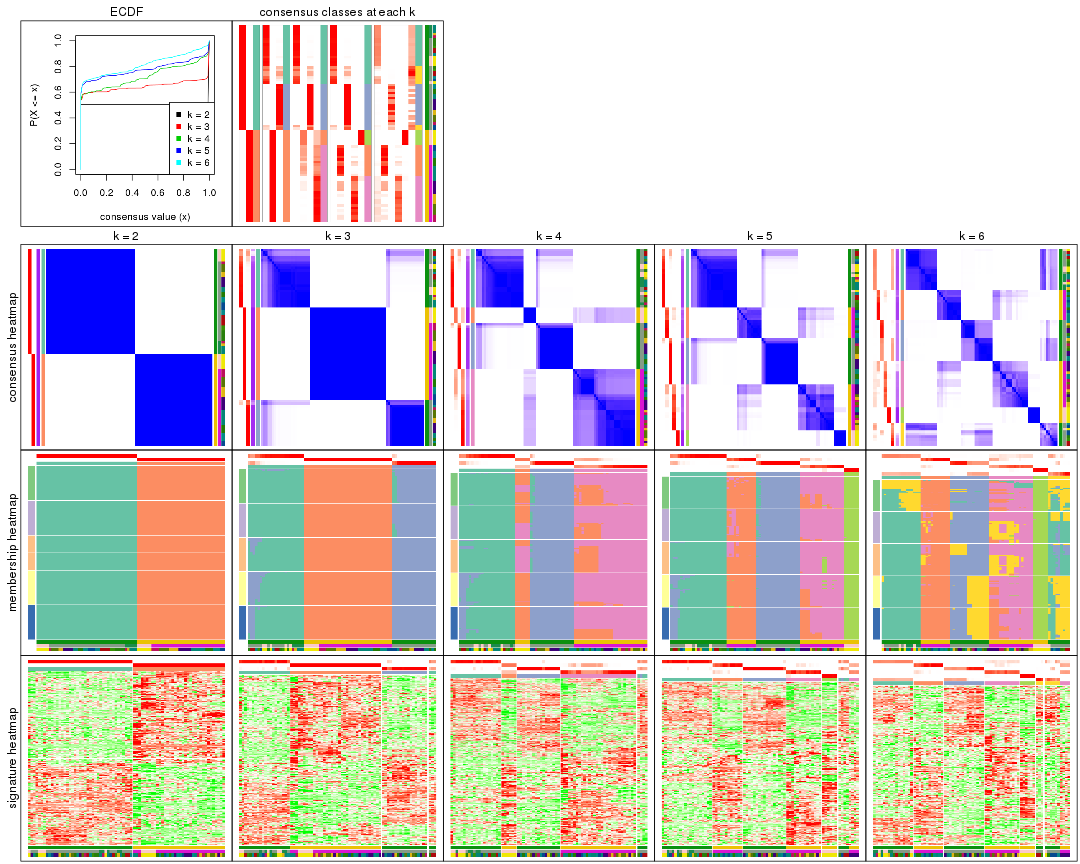 ECDF
consensus classes at each k
P(X <= x)
0.0
0.2
0.4
0.6
0.8
1.0
k = 2
k = 3
k = 4
k = 5
k = 6
0.0 0.2 0.4 0.6 0.8 1.0
consensus value (x)
k = 2
k = 3
k = 4
k = 5
k = 6
consensus heatmap
membership heatmap
signature heatmap